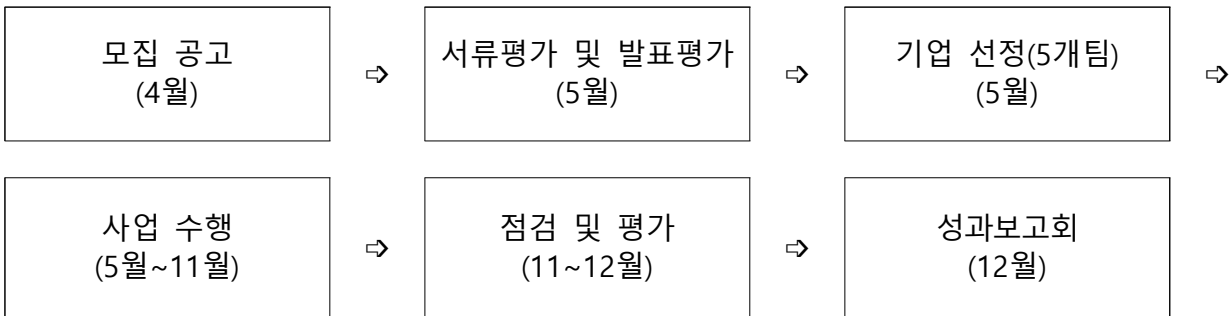 모집 공고
(4월)
⇨
서류평가 및 발표평가
(5월)
⇨
기업 선정(5개팀)
(5월)
⇨
사업 수행
(5월~11월)
⇨
점검 및 평가
(11~12월)
⇨
성과보고회
(12월)